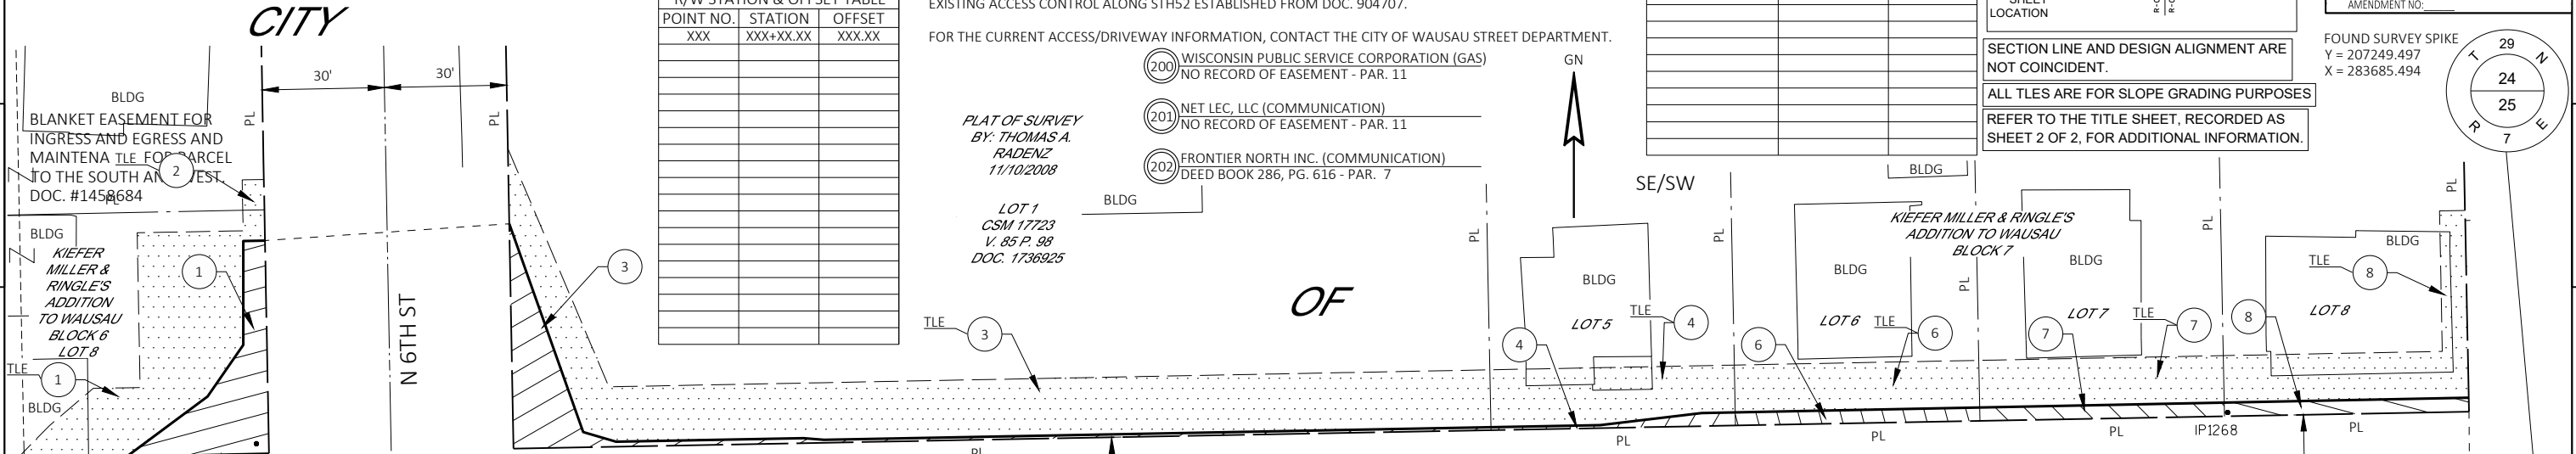 CITY
30'
30'
BLDG
PL
PL
BLANKET EASEMENT FOR
INGRESS AND EGRESS AND
MAINTENA TLE FOR PARCEL
TO THE SOUTH AND WEST.
DOC. #1458684
PL
2
BLDG
KIEFER
MILLER &
RINGLE'S
ADDITION
TO WAUSAU
BLOCK 6
LOT 8
1
TLE
1
BLDG
N 6TH ST
3
R/W STATION & OFFSET TABLE
POINT NO. STATION OFFSET
XXX XXX+XX.XX XXX.XX
EXISTING ACCESS CONTROL ALONG STH52 ESTABLISHED FROM DOC. 904707.
FOR THE CURRENT ACCESS/DRIVEWAY INFORMATION, CONTACT THE CITY OF WAUSAU STREET DEPARTMENT.
200 WISCONSIN PUBLIC SERVICE CORPORATION (GAS)
NO RECORD OF EASEMENT - PAR. 11
201 NET LEC, LLC (COMMUNICATION)
NO RECORD OF EASEMENT - PAR. 11
202 FRONTIER NORTH INC. (COMMUNICATION)
DEED BOOK 286, PG. 616 - PAR. 7
PLAT OF SURVEY
BY: THOMAS A.
RADENZ
11/10/2008
LOT 1
CSM 17723
V. 85 P. 98
DOC. 1736925
BLDG
TLE
3
OF
GN
SE/SW
PL
BLDG
LOT 5
TLE
4
4
PL
BLDG
LOT 6
TLE
6
6
KIEFER MILLER & RINGLE'S
ADDITION TO WAUSAU
BLOCK 7
BLDG
PL
BLDG
LOT 7
TLE
7
7
PL
BLDG
TLE
8
LOT 8
8
PL
PL
PL
PL
PL
IP1268
PL
SHEET
LOCATION
SECTION LINE AND DESIGN ALIGNMENT ARE
NOT COINCIDENT.
ALL TLES ARE FOR SLOPE GRADING PURPOSES
REFER TO THE TITLE SHEET, RECORDED AS
SHEET 2 OF 2, FOR ADDITIONAL INFORMATION.
AMENDMENT NO:
FOUND SURVEY SPIKE
Y = 207249.497
X = 283685.494
29
T N
24
25
R E
7